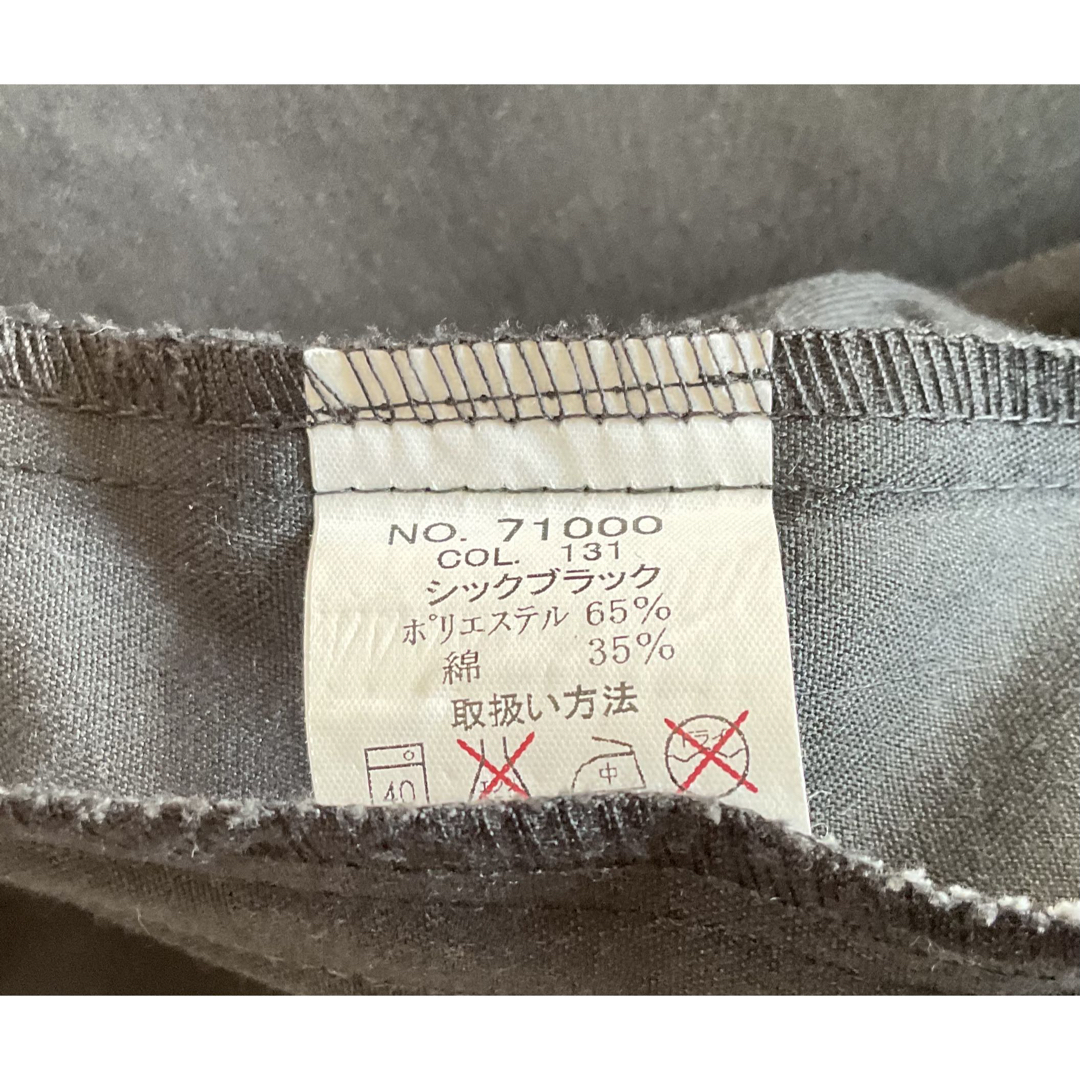 NO. 71000
COL. 131
シックブラック
ポリエステル 65%
綿 35%
取扱い方法
40 中 ドライ